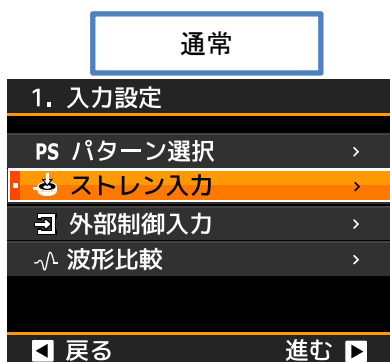 通常
1. 入力設定
PS パターン選択 >
ストレン入力 >
外部制御入力 >
波形比較 >
戻る 進む